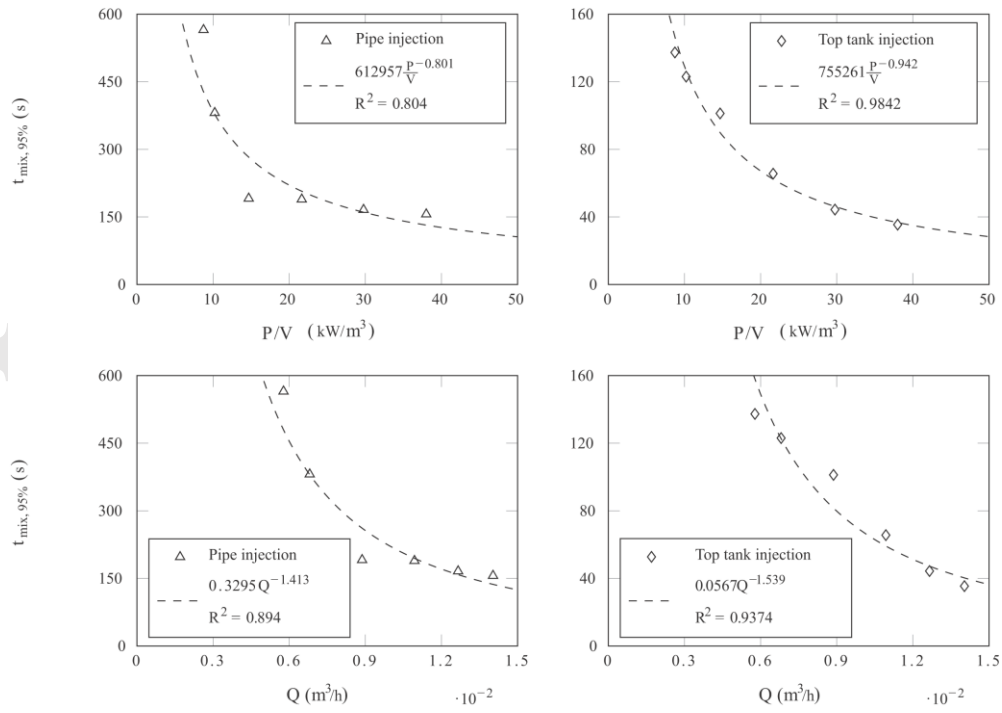 600
450
300
150
0
t mix, 95% (s)
Pipe injection
612957 P/V^−0.801
R² = 0.804
0 10 20 30 40 50
P/V (kW/m³)
160
120
80
40
0
Top tank injection
755261 P/V^−0.942
R² = 0.9842
0 10 20 30 40 50
P/V (kW/m³)
600
450
300
150
0
t mix, 95% (s)
Pipe injection
0.3295Q^−1.413
R² = 0.894
0 0.3 0.6 0.9 1.2 1.5
Q (m³/h) ·10^−2
160
120
80
40
0
Top tank injection
0.0567Q^−1.539
R² = 0.9374
0 0.3 0.6 0.9 1.2 1.5
Q (m³/h) ·10^−2